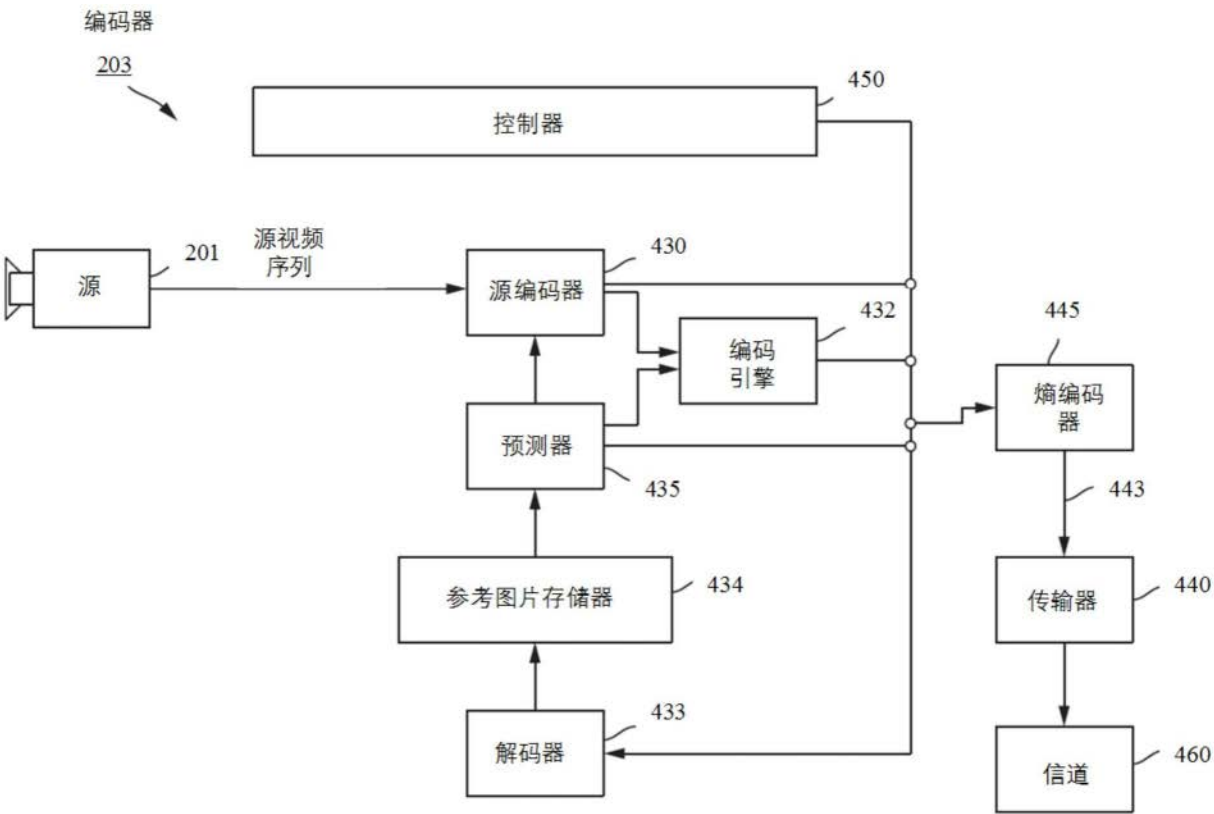 编码器
203
控制器
450
源
201
源视频
序列
源编码器
430
编码
引擎
432
445
熵编码
器
预测器
435
443
参考图片存储器
434
传输器
440
解码器
433
信道
460